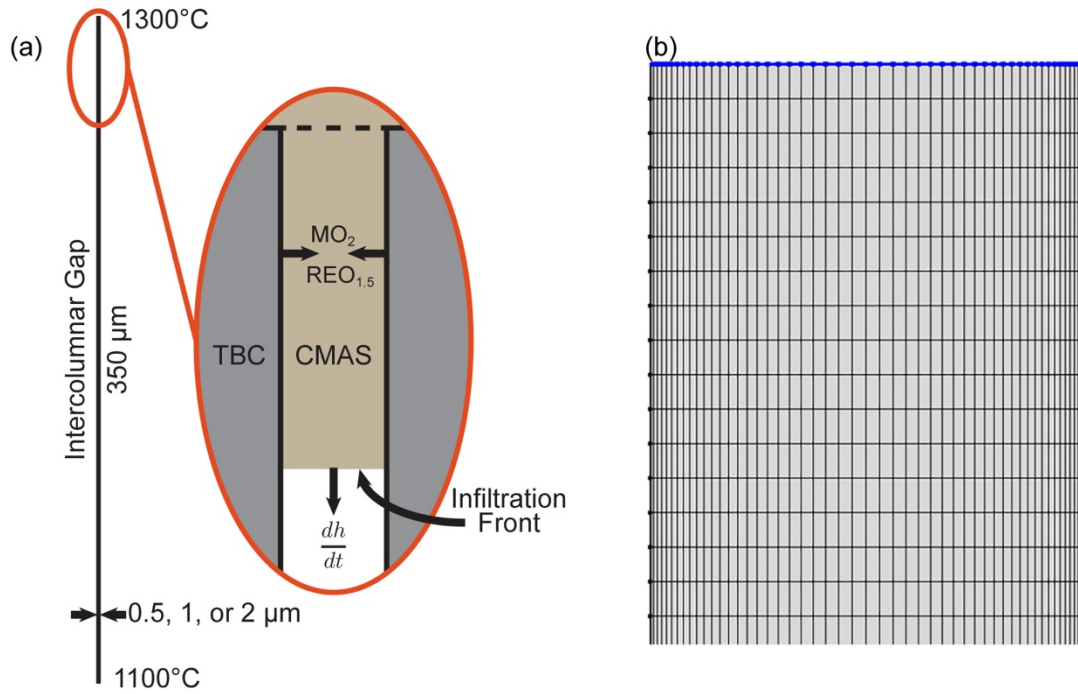 (a)
1300°C
Intercolumnar Gap
350 µm
MO₂
REO₁.₅
TBC
CMAS
Infiltration
Front
dh
dt
0.5, 1, or 2 µm
1100°C
(b)